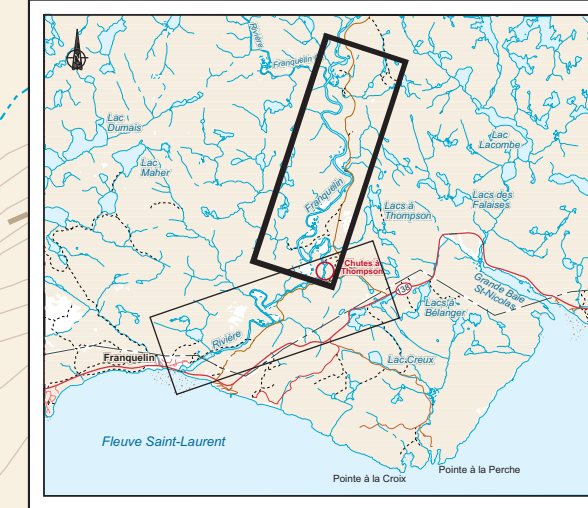 Rivière
Franquelin
Lac
Dumais
Lac
Maher
Lac
Lacombe
Franquelin
Lacs à
Thompson
Lacs des
Falaises
Chutes à
Thompson
138
Grande Baie
St-Nicolas
Lacs à
Bélanger
Rivière
Franquelin
Lac Creux
Fleuve Saint-Laurent
Pointe à la Croix
Pointe à la Perche